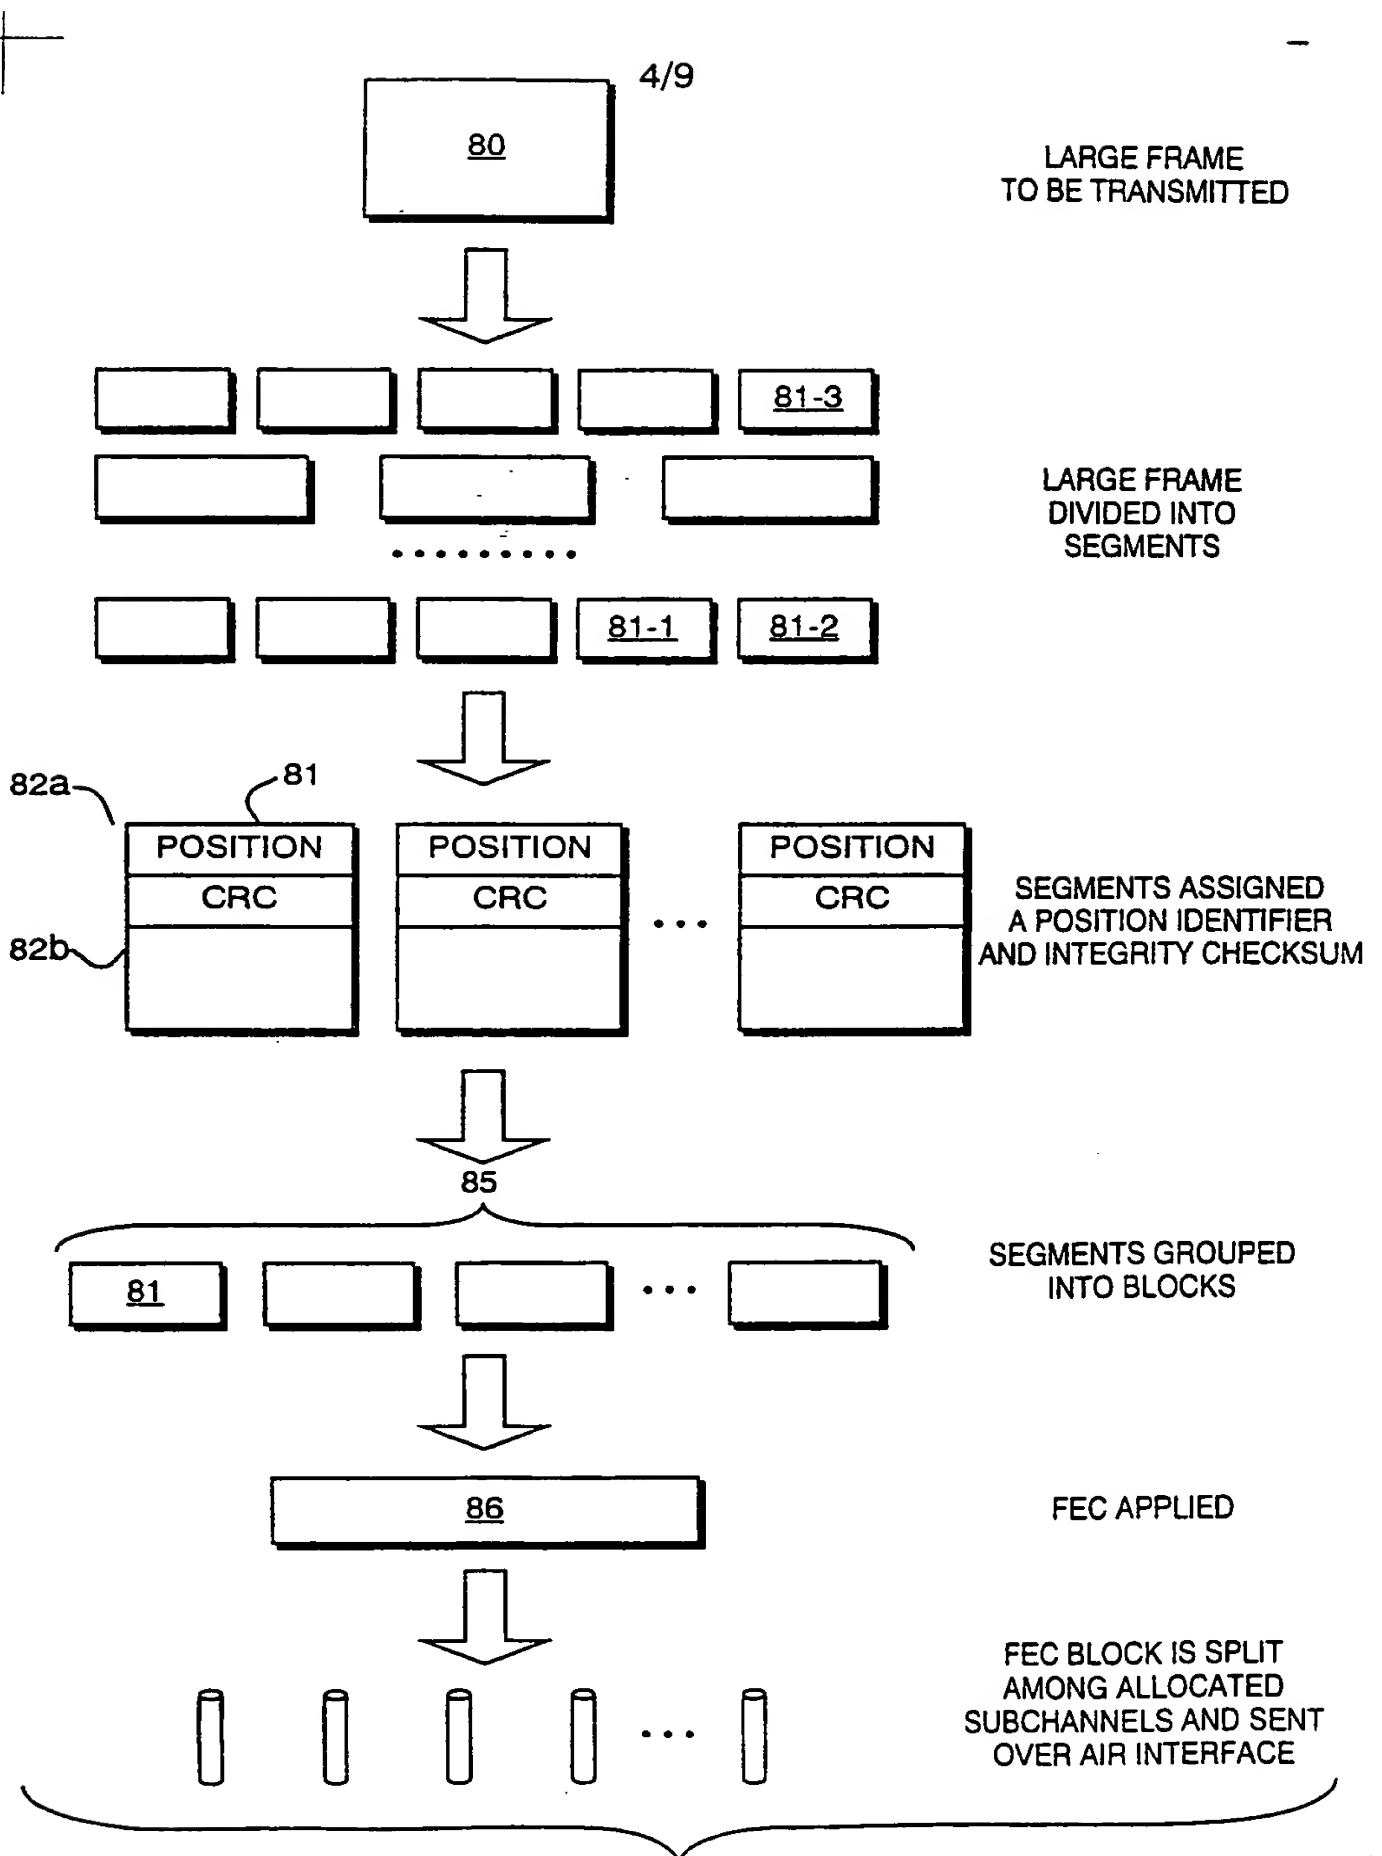 4/9
80
LARGE FRAME
TO BE TRANSMITTED
81-3
LARGE FRAME
DIVIDED INTO
SEGMENTS
81-1
81-2
82a
81
POSITION
POSITION
POSITION
CRC
CRC
CRC
82b
SEGMENTS ASSIGNED
A POSITION IDENTIFIER
AND INTEGRITY CHECKSUM
85
81
SEGMENTS GROUPED
INTO BLOCKS
86
FEC APPLIED
FEC BLOCK IS SPLIT
AMONG ALLOCATED
SUBCHANNELS AND SENT
OVER AIR INTERFACE